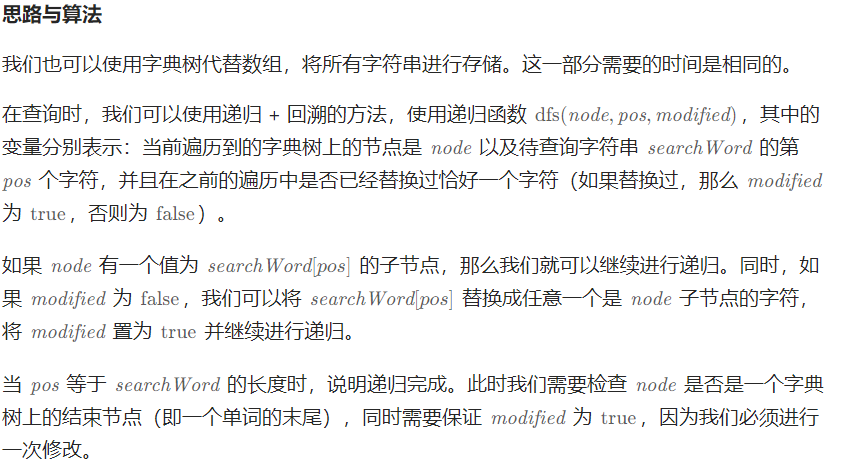 思路与算法
我们也可以使用字典树代替数组，将所有字符串进行存储。这一部分需要的时间是相同的。
在查询时，我们可以使用递归 + 回溯的方法，使用递归函数 dfs(node, pos, modified)，其中的
变量分别表示：当前遍历到的字典树上的节点是 node 以及待查询字符串 searchWord 的第
pos 个字符，并且在之前的遍历中是否已经替换过恰好一个字符（如果替换过，那么 modified
为 true，否则为 false）。
如果 node 有一个值为 searchWord[pos] 的子节点，那么我们就可以继续进行递归。同时，如
果 modified 为 false，我们可以将 searchWord[pos] 替换成任意一个是 node 子节点的字符，
将 modified 置为 true 并继续进行递归。
当 pos 等于 searchWord 的长度时，说明递归完成。此时我们需要检查 node 是否是一个字典
树上的结束节点（即一个单词的末尾），同时需要保证 modified 为 true，因为我们必须进行
一次修改。